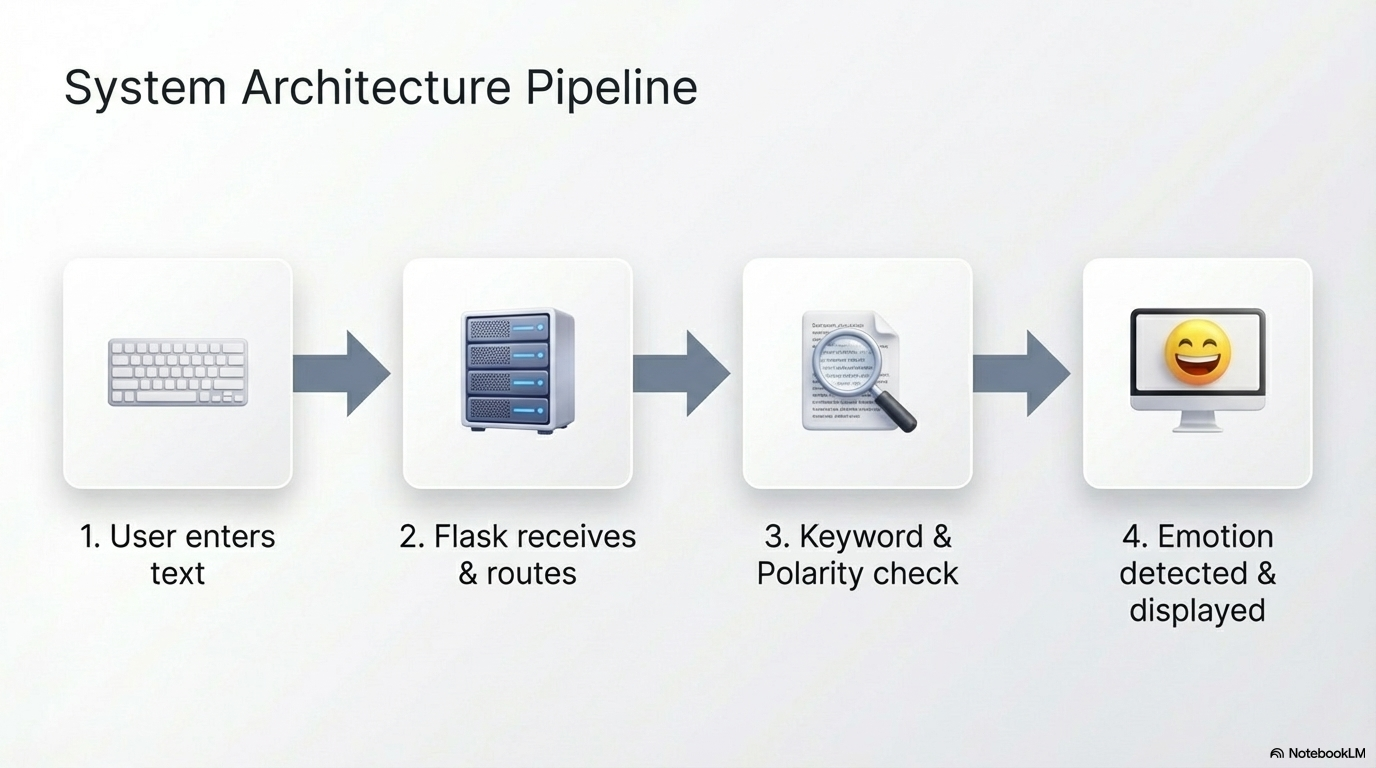 System Architecture Pipeline
1. User enters
text
2. Flask receives
& routes
3. Keyword &
Polarity check
4. Emotion
detected &
displayed
NotebookLM